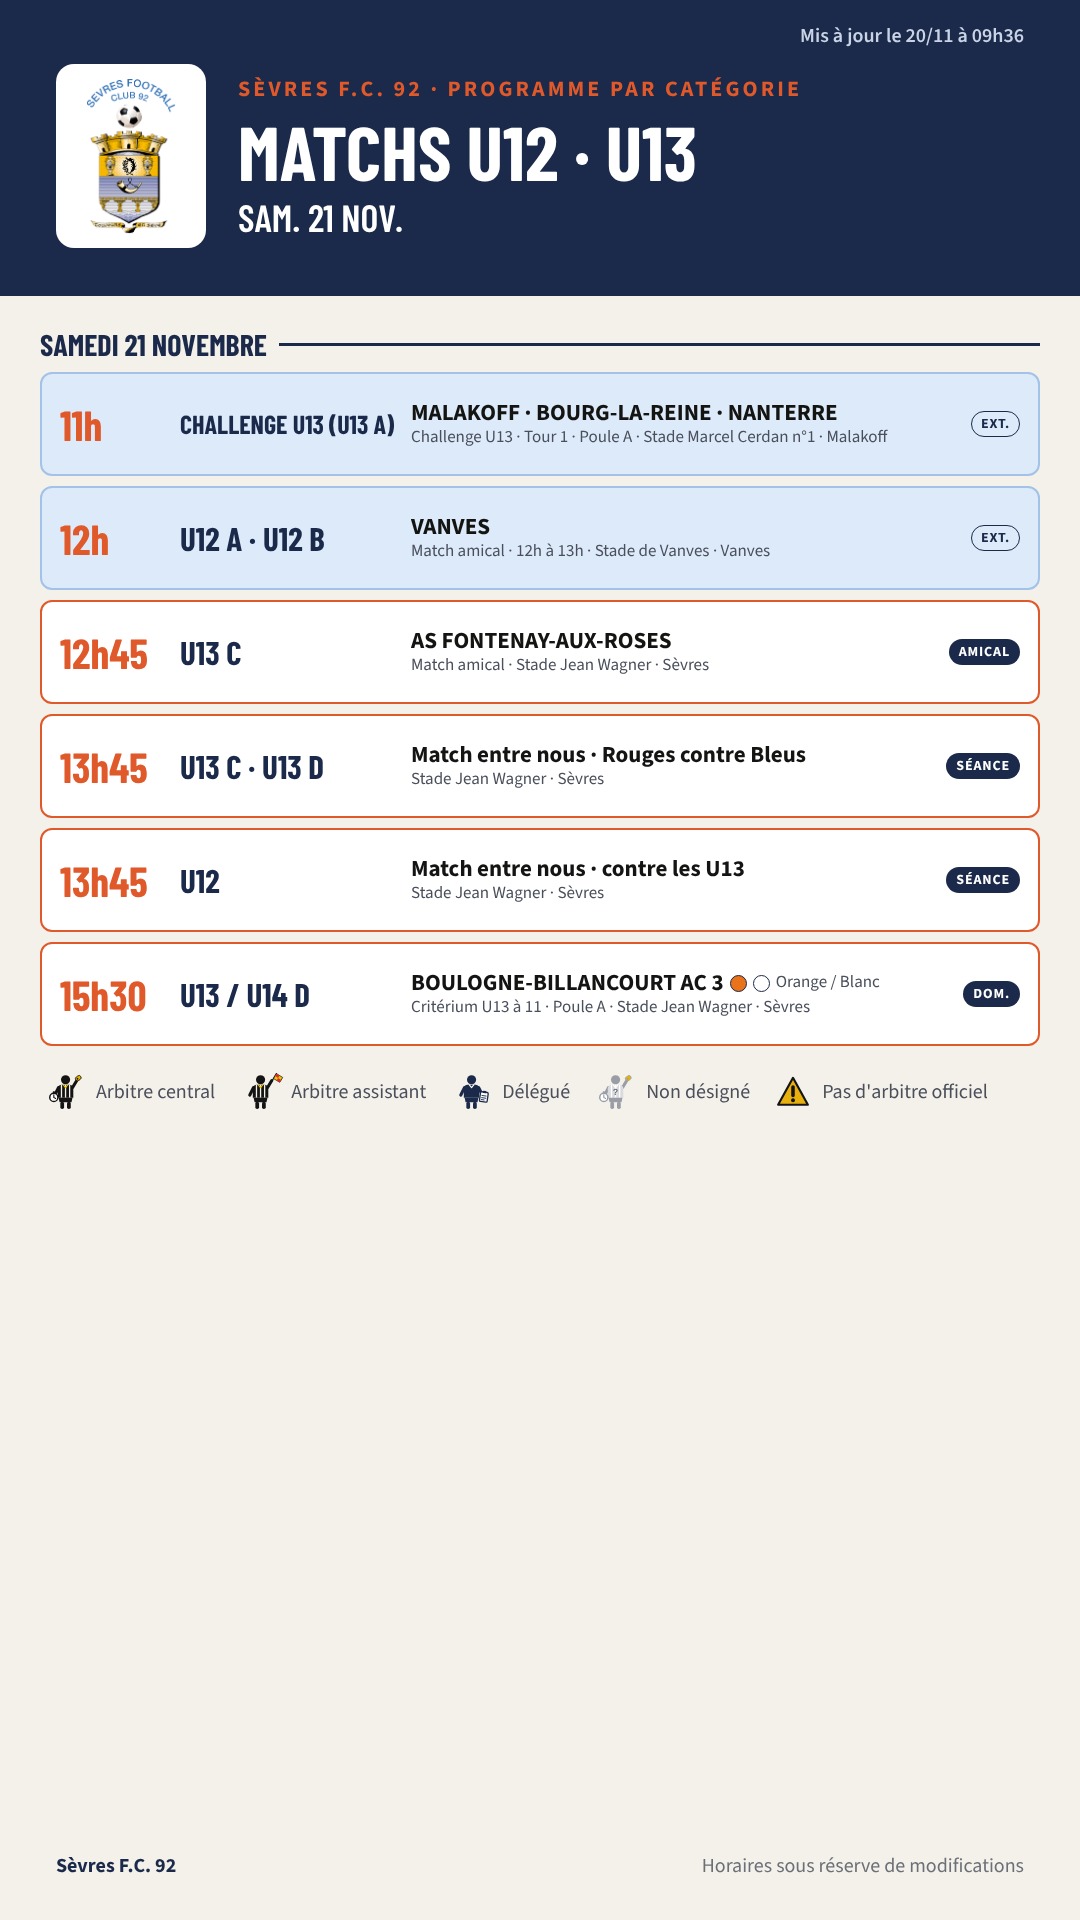 Mis à jour le 20/11 à 09h36
SEVRES FOOTBALL
CLUB 92
SÈVRES F.C. 92 · PROGRAMME PAR CATÉGORIE
MATCHS U12 · U13
SAM. 21 NOV.
SAMEDI 21 NOVEMBRE
11h CHALLENGE U13 (U13 A) MALAKOFF · BOURG-LA-REINE · NANTERRE EXT.
Challenge U13 · Tour 1 · Poule A · Stade Marcel Cerdan n°1 · Malakoff
12h U12 A · U12 B VANVES EXT.
Match amical · 12h à 13h · Stade de Vanves · Vanves
12h45 U13 C AS FONTENAY-AUX-ROSES AMICAL
Match amical · Stade Jean Wagner · Sèvres
13h45 U13 C · U13 D Match entre nous · Rouges contre Bleus SÉANCE
Stade Jean Wagner · Sèvres
13h45 U12 Match entre nous · contre les U13 SÉANCE
Stade Jean Wagner · Sèvres
15h30 U13 / U14 D BOULOGNE-BILLANCOURT AC 3 Orange / Blanc DOM.
Critérium U13 à 11 · Poule A · Stade Jean Wagner · Sèvres
Arbitre central Arbitre assistant Délégué ? Non désigné Pas d'arbitre officiel
Sèvres F.C. 92 Horaires sous réserve de modifications